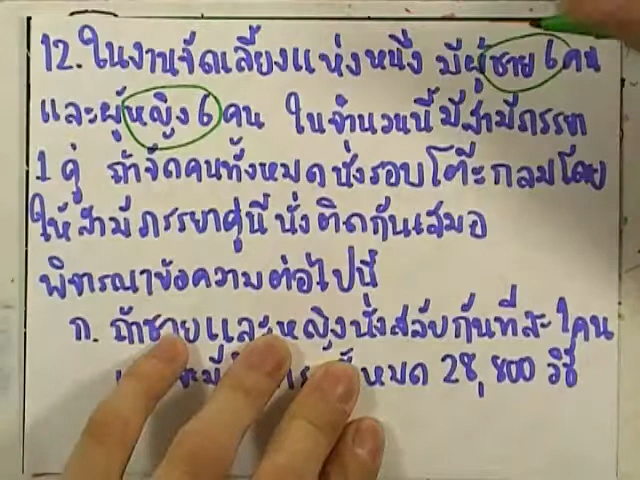 12. ในงานจัดเลี้ยงแห่งหนึ่ง มีผู้ชาย 6 คน
และผู้หญิง 6 คน ในจำนวนนี้มีสามีภรรยา
1 คู่ ถ้าจัดคนทั้งหมดนั่งรอบโต๊ะกลมโดย
ให้สามีภรรยาคู่นี้นั่งติดกันเสมอ
พิจารณาข้อความต่อไปนี้
ก. ถ้าชายและหญิงนั่งสลับกันที่ละ 1 คน
หมด 28,800 วิธี